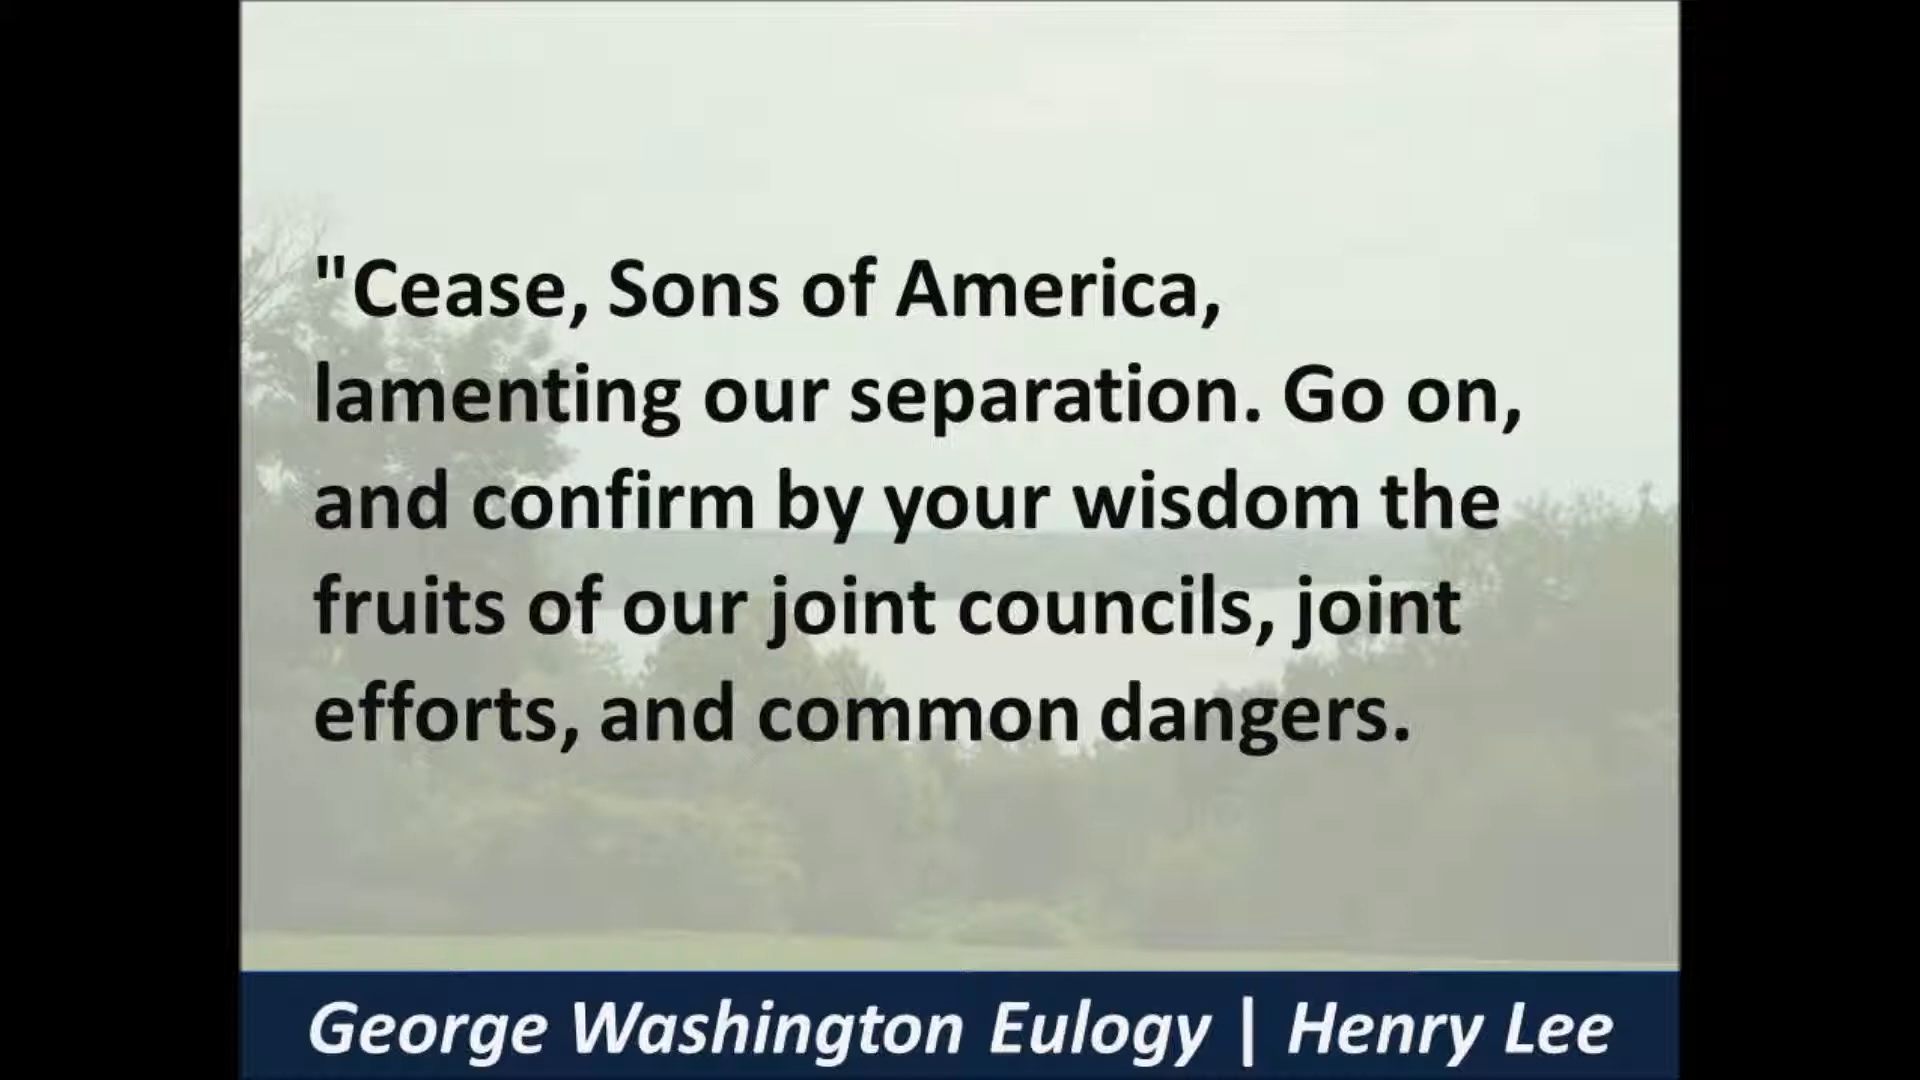 "Cease, Sons of America,
lamenting our separation. Go on,
and confirm by your wisdom the
fruits of our joint councils, joint
efforts, and common dangers.
George Washington Eulogy | Henry Lee